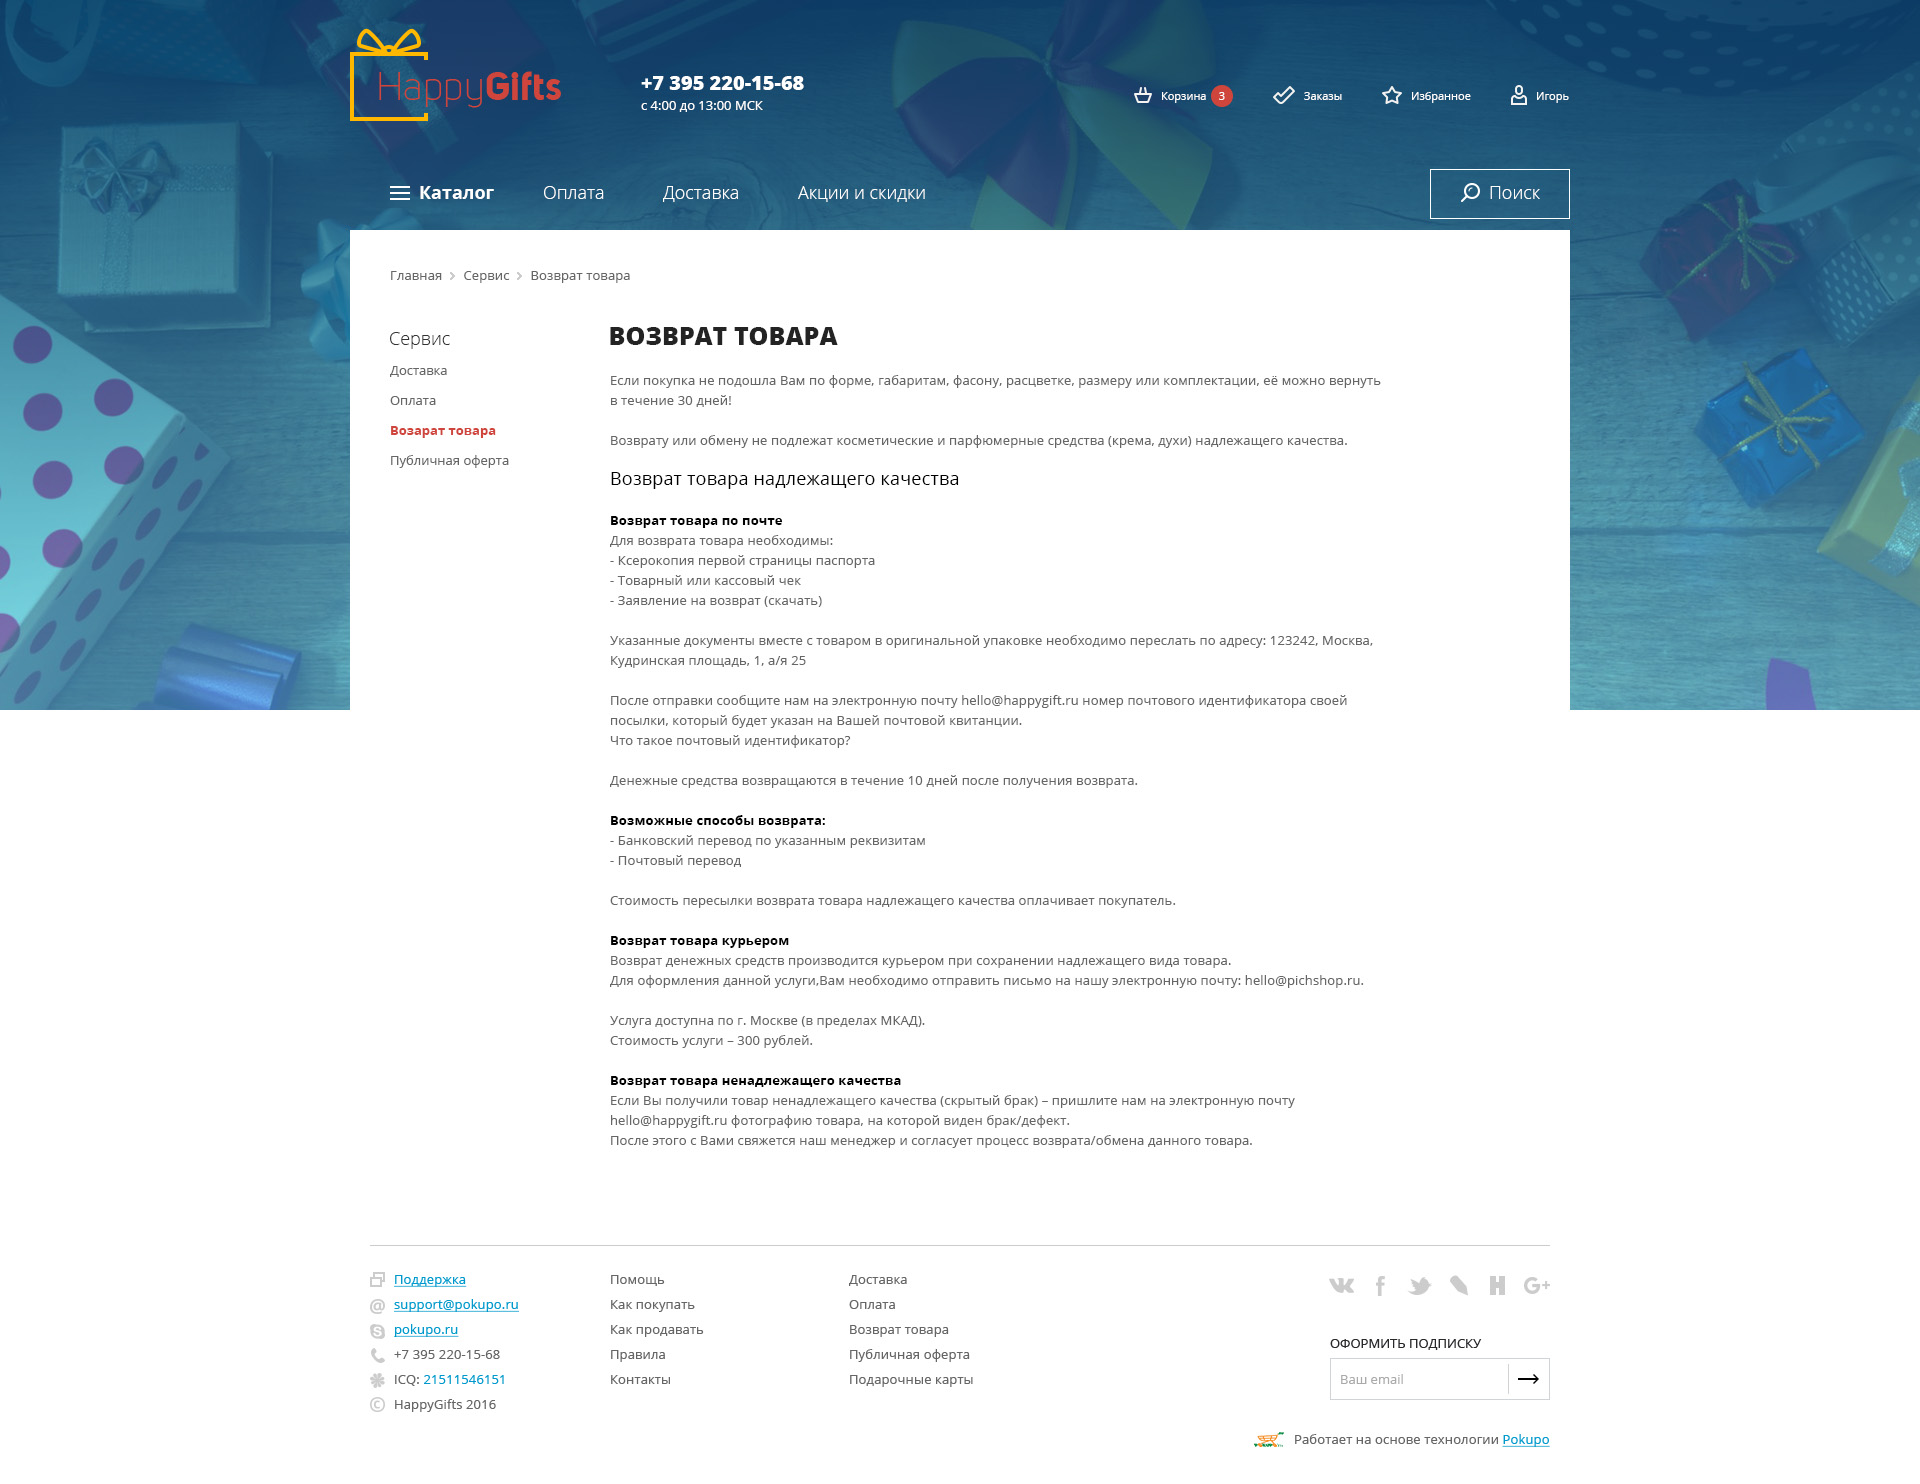 HappyGifts
+7 395 220-15-68
с 4:00 до 13:00 МСК
Корзина 3
Заказы
Избранное
Игорь
Каталог
Оплата
Доставка
Акции и скидки
Поиск
Главная > Сервис > Возврат товара
Сервис
Доставка
Оплата
Возарат товара
Публичная оферта
ВОЗВРАТ ТОВАРА
Если покупка не подошла Вам по форме, габаритам, фасону, расцветке, размеру или комплектации, её можно вернуть
в течение 30 дней!
Возврату или обмену не подлежат косметические и парфюмерные средства (крема, духи) надлежащего качества.
Возврат товара надлежащего качества
Возврат товара по почте
Для возврата товара необходимы:
- Ксерокопия первой страницы паспорта
- Товарный или кассовый чек
- Заявление на возврат (скачать)
Указанные документы вместе с товаром в оригинальной упаковке необходимо переслать по адресу: 123242, Москва,
Кудринская площадь, 1, а/я 25
После отправки сообщите нам на электронную почту hello@happygift.ru номер почтового идентификатора своей
посылки, который будет указан на Вашей почтовой квитанции.
Что такое почтовый идентификатор?
Денежные средства возвращаются в течение 10 дней после получения возврата.
Возможные способы возврата:
- Банковский перевод по указанным реквизитам
- Почтовый перевод
Стоимость пересылки возврата товара надлежащего качества оплачивает покупатель.
Возврат товара курьером
Возврат денежных средств производится курьером при сохранении надлежащего вида товара.
Для оформления данной услуги,Вам необходимо отправить письмо на нашу электронную почту: hello@pichshop.ru.
Услуга доступна по г. Москве (в пределах МКАД).
Стоимость услуги – 300 рублей.
Возврат товара ненадлежащего качества
Если Вы получили товар ненадлежащего качества (скрытый брак) – пришлите нам на электронную почту
hello@happygift.ru фотографию товара, на которой виден брак/дефект.
После этого с Вами свяжется наш менеджер и согласует процесс возврата/обмена данного товара.
Поддержка
support@pokupo.ru
pokupo.ru
+7 395 220-15-68
ICQ: 21511546151
© HappyGifts 2016
Помощь
Как покупать
Как продавать
Правила
Контакты
Доставка
Оплата
Возврат товара
Публичная оферта
Подарочные карты
ОФОРМИТЬ ПОДПИСКУ
Ваш email
Работает на основе технологии Pokupo